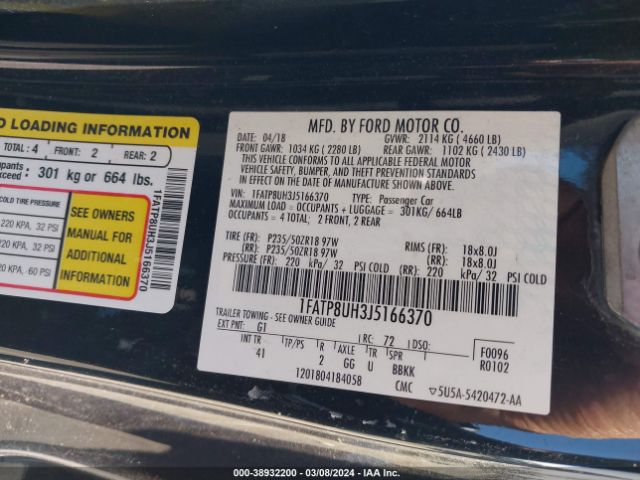 D LOADING INFORMATION
TOTAL: 4 FRONT: 2 REAR: 2
pants
exceed : 301 kg or 664 lbs.
COLD TIRE PRESSURE
220 KPA, 32 PSI
220 KPA, 32 PSI
420 KPA, 60 PSI
SEE OWNERS
MANUAL FOR
ADDITIONAL
INFORMATION
1FATP8UH3J5166370
MFD. BY FORD MOTOR CO.
DATE: 04/18 GVWR: 2114 KG ( 4660 LB)
FRONT GAWR: 1034 KG ( 2280 LB) REAR GAWR: 1102 KG ( 2430 LB)
THIS VEHICLE CONFORMS TO ALL APPLICABLE FEDERAL MOTOR
VEHICLE SAFETY, BUMPER, AND THEFT PREVENTION STANDARDS
IN EFFECT ON THE DATE OF MANUFACTURE SHOWN ABOVE.
VIN: 1FATP8UH3J5166370 TYPE: Passenger Car
MAXIMUM LOAD = OCCUPANTS + LUGGAGE = 301KG/ 664LB
OCCUPANTS = 4 TOTAL; 2 FRONT, 2 REAR
TIRE (FR): P235/50ZR18 97W RIMS (FR): 18x8.0J
(RR): P235/50ZR18 97W (RR): 18x8.0J
PRESSURE (FR): 220 kPa/ 32 PSI COLD (RR): 220 kPa/ 32 PSI COLD
1FATP8UH3J5166370
TRAILER TOWING - SEE OWNER GUIDE
EXT PNT: G1 RC: 72 DSO: F0096
INT TR TP/PS R AXLE TR SPR R0102
41 2 GG U BBKK
1201804184058 CMC 5U5A-5420472-AA
000-38932200 - 03/08/2024 - IAA Inc.